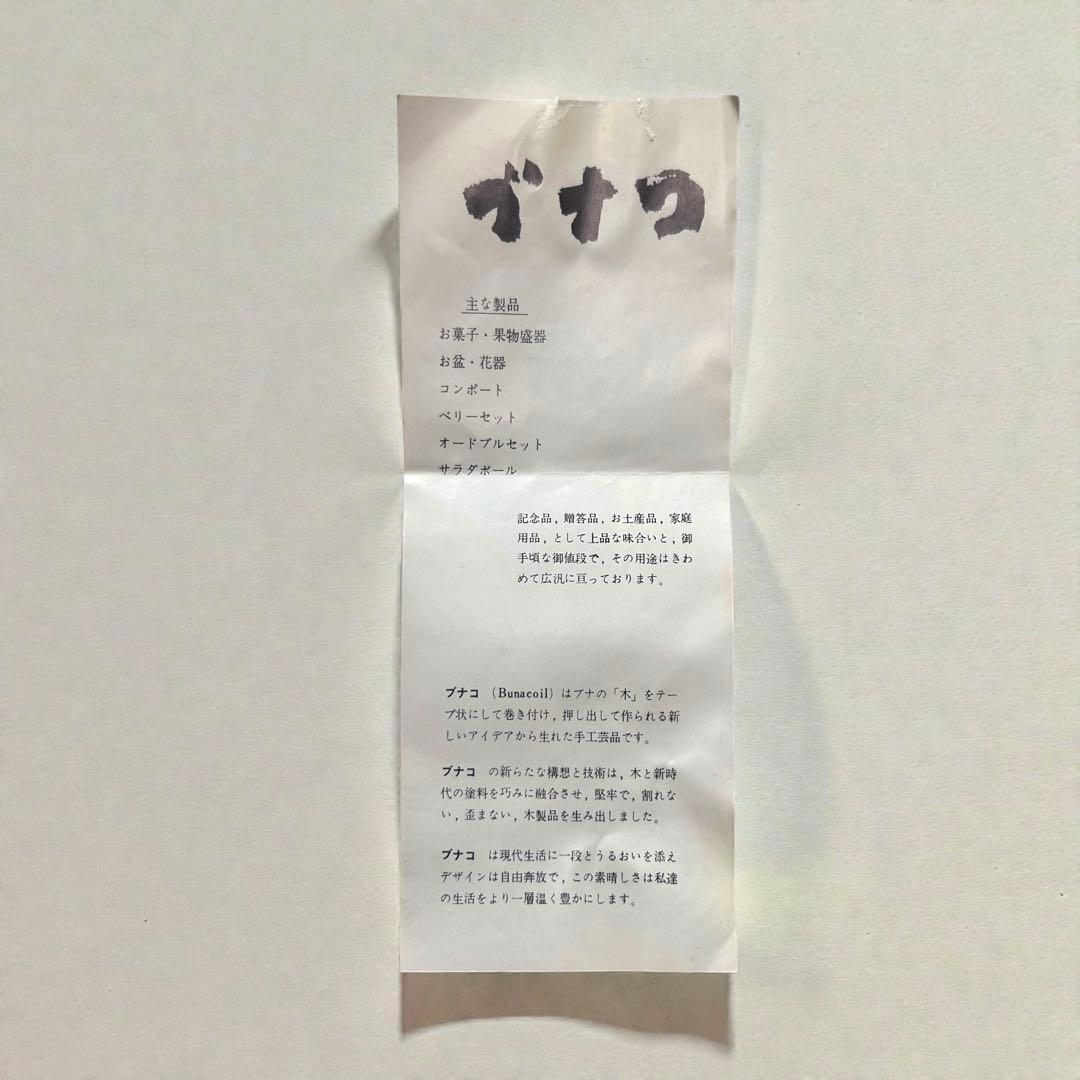 ブナコ
主な製品
お菓子・果物盛器
お盆・花器
コンポート
ベリーセット
オードブルセット
サラダボール
記念品，贈答品，お土産品，家庭
用品，として上品な味合いと，御
手頃な御値段で，その用途はきわ
めて広汎に亘っております。
ブナコ （Bunacoil）はブナの「木」をテー
プ状にして巻き付け，押し出して作られる新
しいアイデアから生れた手工芸品です。
ブナコ の新らたな構想と技術は，木と新時
代の塗料を巧みに融合させ，堅牢で，割れな
い，歪まない，木製品を生み出しました。
ブナコ は現代生活に一段とうるおいを添え
デザインは自由奔放で，この素晴しさは私達
の生活をより一層温く豊かにします。